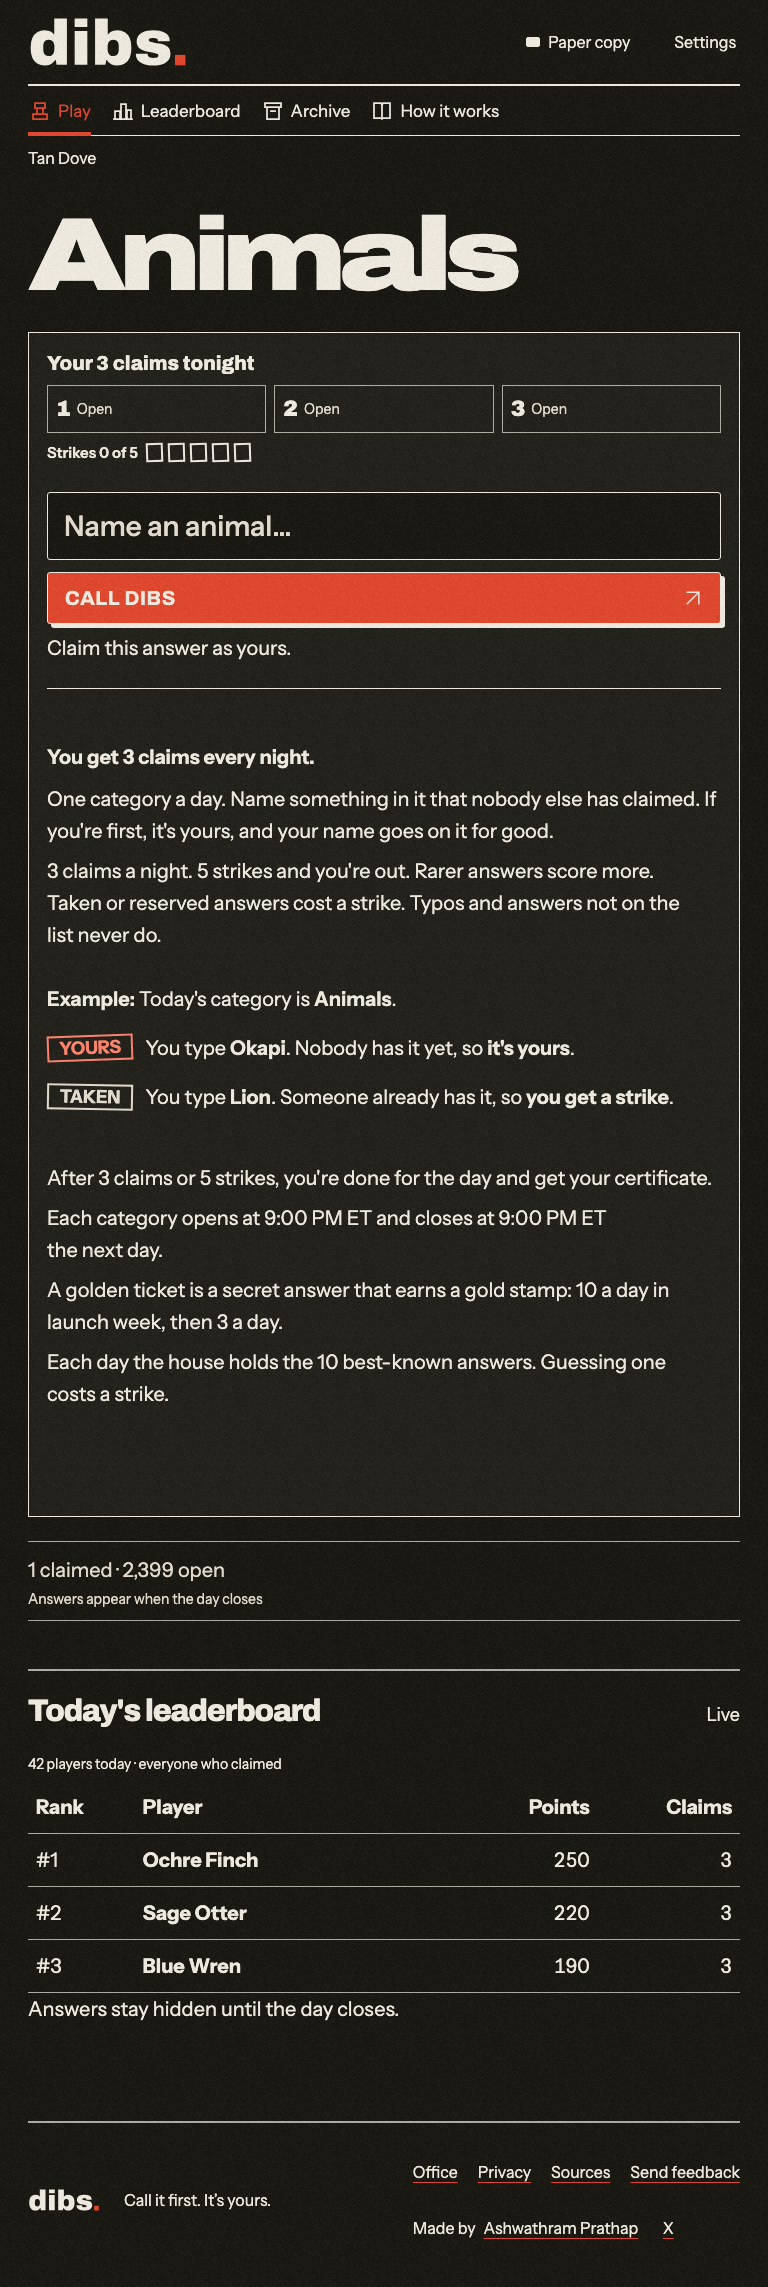 dibs.
Paper copy
Settings
Play
Leaderboard
Archive
How it works
Tan Dove
Animals
Your 3 claims tonight
1 Open
2 Open
3 Open
Strikes 0 of 5
Name an animal...
CALL DIBS
Claim this answer as yours.
You get 3 claims every night.
One category a day. Name something in it that nobody else has claimed. If
you're first, it's yours, and your name goes on it for good.
3 claims a night. 5 strikes and you're out. Rarer answers score more.
Taken or reserved answers cost a strike. Typos and answers not on the
list never do.
Example: Today's category is Animals.
YOURS You type Okapi. Nobody has it yet, so it's yours.
TAKEN You type Lion. Someone already has it, so you get a strike.
After 3 claims or 5 strikes, you're done for the day and get your certificate.
Each category opens at 9:00 PM ET and closes at 9:00 PM ET
the next day.
A golden ticket is a secret answer that earns a gold stamp: 10 a day in
launch week, then 3 a day.
Each day the house holds the 10 best-known answers. Guessing one
costs a strike.
1 claimed · 2,399 open
Answers appear when the day closes
Today's leaderboard
Live
42 players today · everyone who claimed
Rank Player Points Claims
#1 Ochre Finch 250 3
#2 Sage Otter 220 3
#3 Blue Wren 190 3
Answers stay hidden until the day closes.
dibs. Call it first. It's yours.
Office Privacy Sources Send feedback
Made by Ashwathram Prathap X